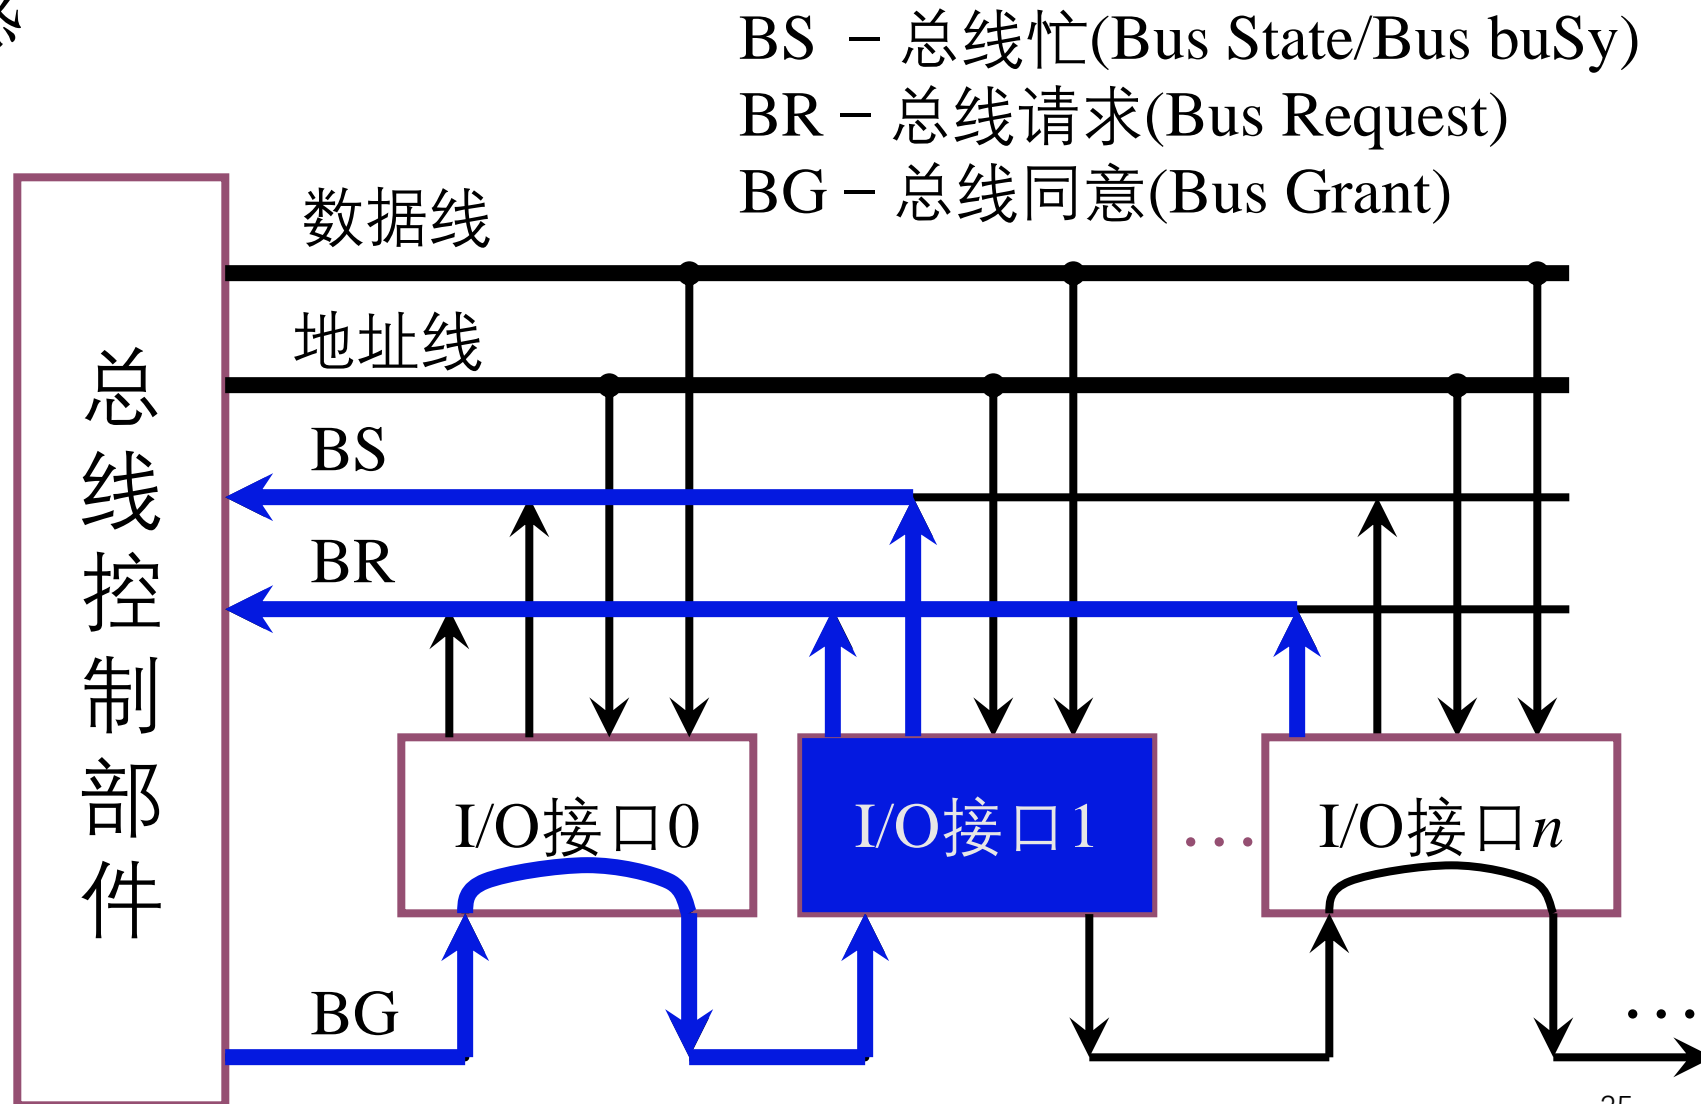 BS – 总线忙(Bus State/Bus buSy)
BR – 总线请求(Bus Request)
BG – 总线同意(Bus Grant)
数据线
地址线
BS
BR
总线控制部件
I/O接口0
I/O接口1
…
I/O接口n
BG
…